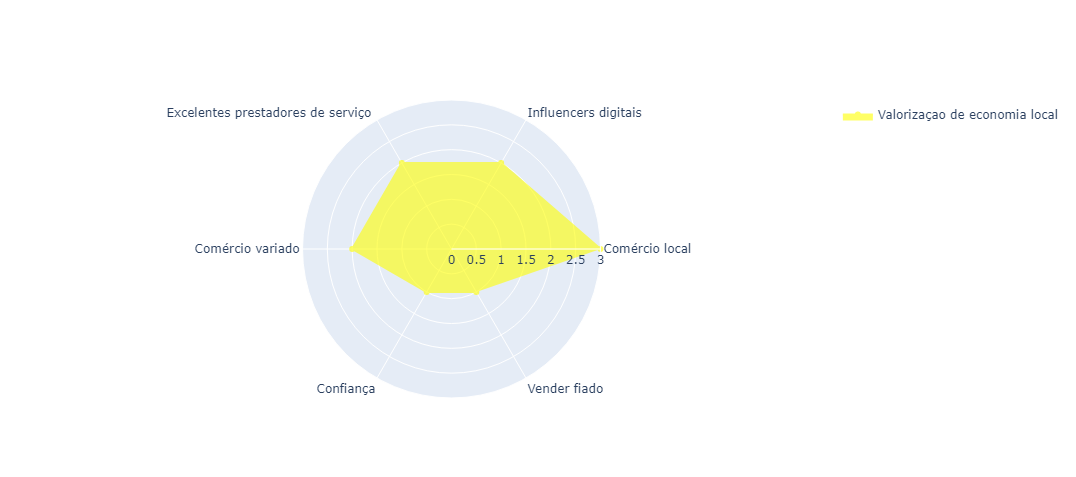 Excelentes prestadores de serviço
Influencers digitais
Valorizaçao de economia local
Comércio variado
Comércio local
0 0.5 1 1.5 2 2.5 3
Confiança
Vender fiado